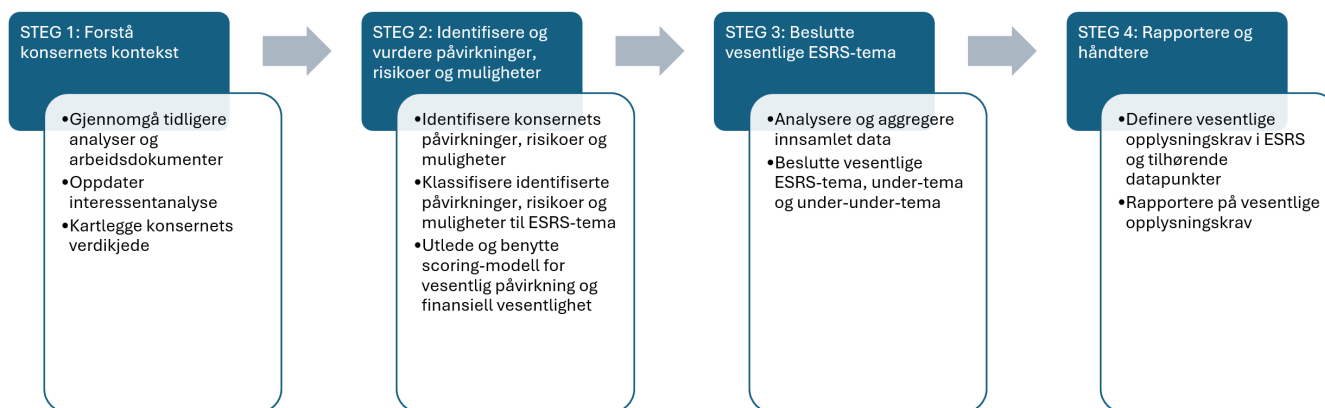 STEG 1: Forstå
konsernets kontekst
•Gjennomgå tidligere
analyser og
arbeidsdokumenter
•Oppdater
interessentanalyse
•Kartlegge konsernets
verdikjede
STEG 2: Identifisere og
vurdere påvirkninger,
risikoer og muligheter
•Identifisere konsernets
påvirkninger, risikoer og
muligheter
•Klassifisere identifiserte
påvirkninger, risikoer og
muligheter til ESRS-tema
•Utlede og benytte
scoring-modell for
vesentlig påvirkning og
finansiell vesentlighet
STEG 3: Beslutte
vesentlige ESRS-tema
•Analysere og aggregere
innsamlet data
•Beslutte vesentlige
ESRS-tema, under-tema
og under-under-tema
STEG 4: Rapportere og
håndtere
•Definere vesentlige
opplysningskrav i ESRS
og tilhørende
datapunkter
•Rapportere på vesentlige
opplysningskrav